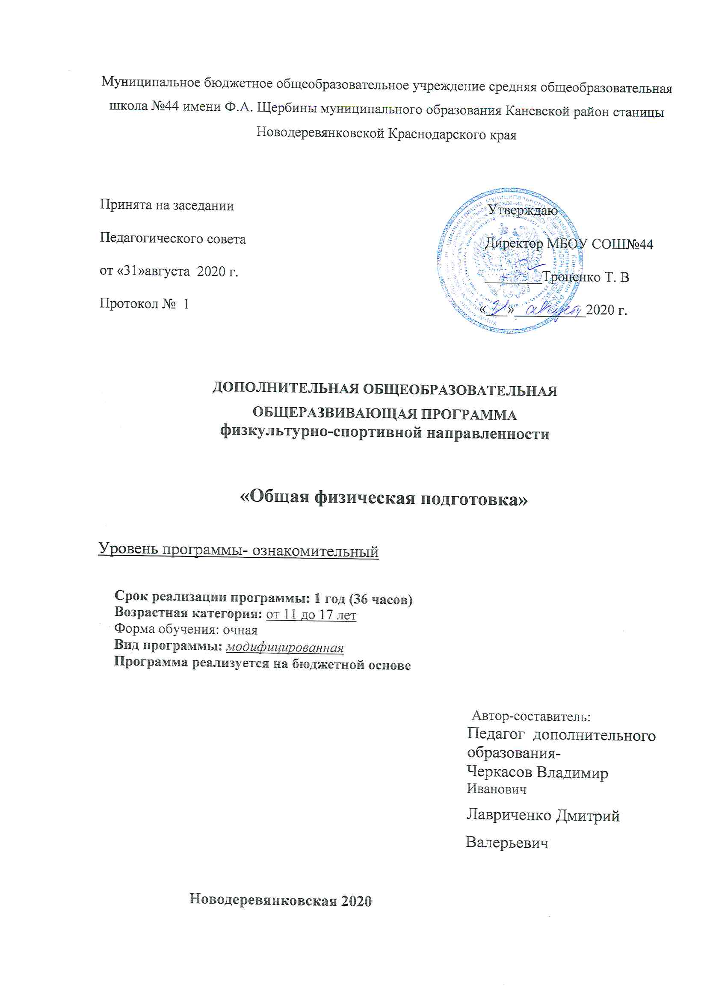 Муниципальное бюджетное общеобразовательное учреждение средняя общеобразовательная
школа №44 имени Ф.А. Щербины муниципального образования Каневской район станицы
Новодеревянковской Краснодарского края
Принята на заседании
Педагогического совета
от «31»августа 2020 г.
Протокол № 1
Утверждаю
Директор МБОУ СОШ№44
________Троценко Т. В
«31» август 2020 г.
ДОПОЛНИТЕЛЬНАЯ ОБЩЕОБРАЗОВАТЕЛЬНАЯ
ОБЩЕРАЗВИВАЮЩАЯ ПРОГРАММА
физкультурно-спортивной направленности
«Общая физическая подготовка»
Уровень программы- ознакомительный
Срок реализации программы: 1 год (36 часов)
Возрастная категория: от 11 до 17 лет
Форма обучения: очная
Вид программы: модифицированная
Программа реализуется на бюджетной основе
Автор-составитель:
Педагог дополнительного
образования-
Черкасов Владимир
Иванович
Лавриченко Дмитрий
Валерьевич
Новодеревянковская 2020